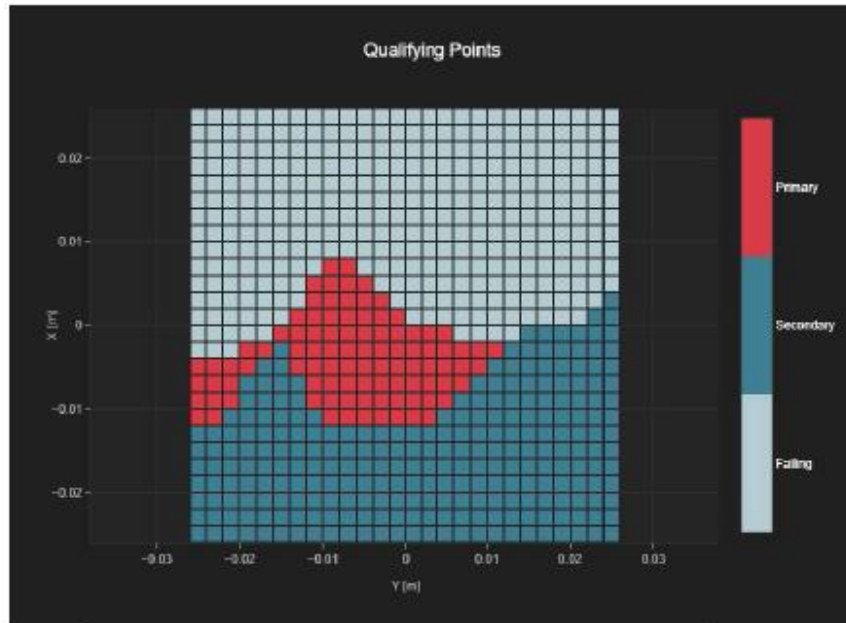 Qualifying Points
0.02
0.01
0
−0.01
−0.02
X [m]
−0.03
−0.02
−0.01
0
0.01
0.02
0.03
Y [m]
Primary
Secondary
Failing